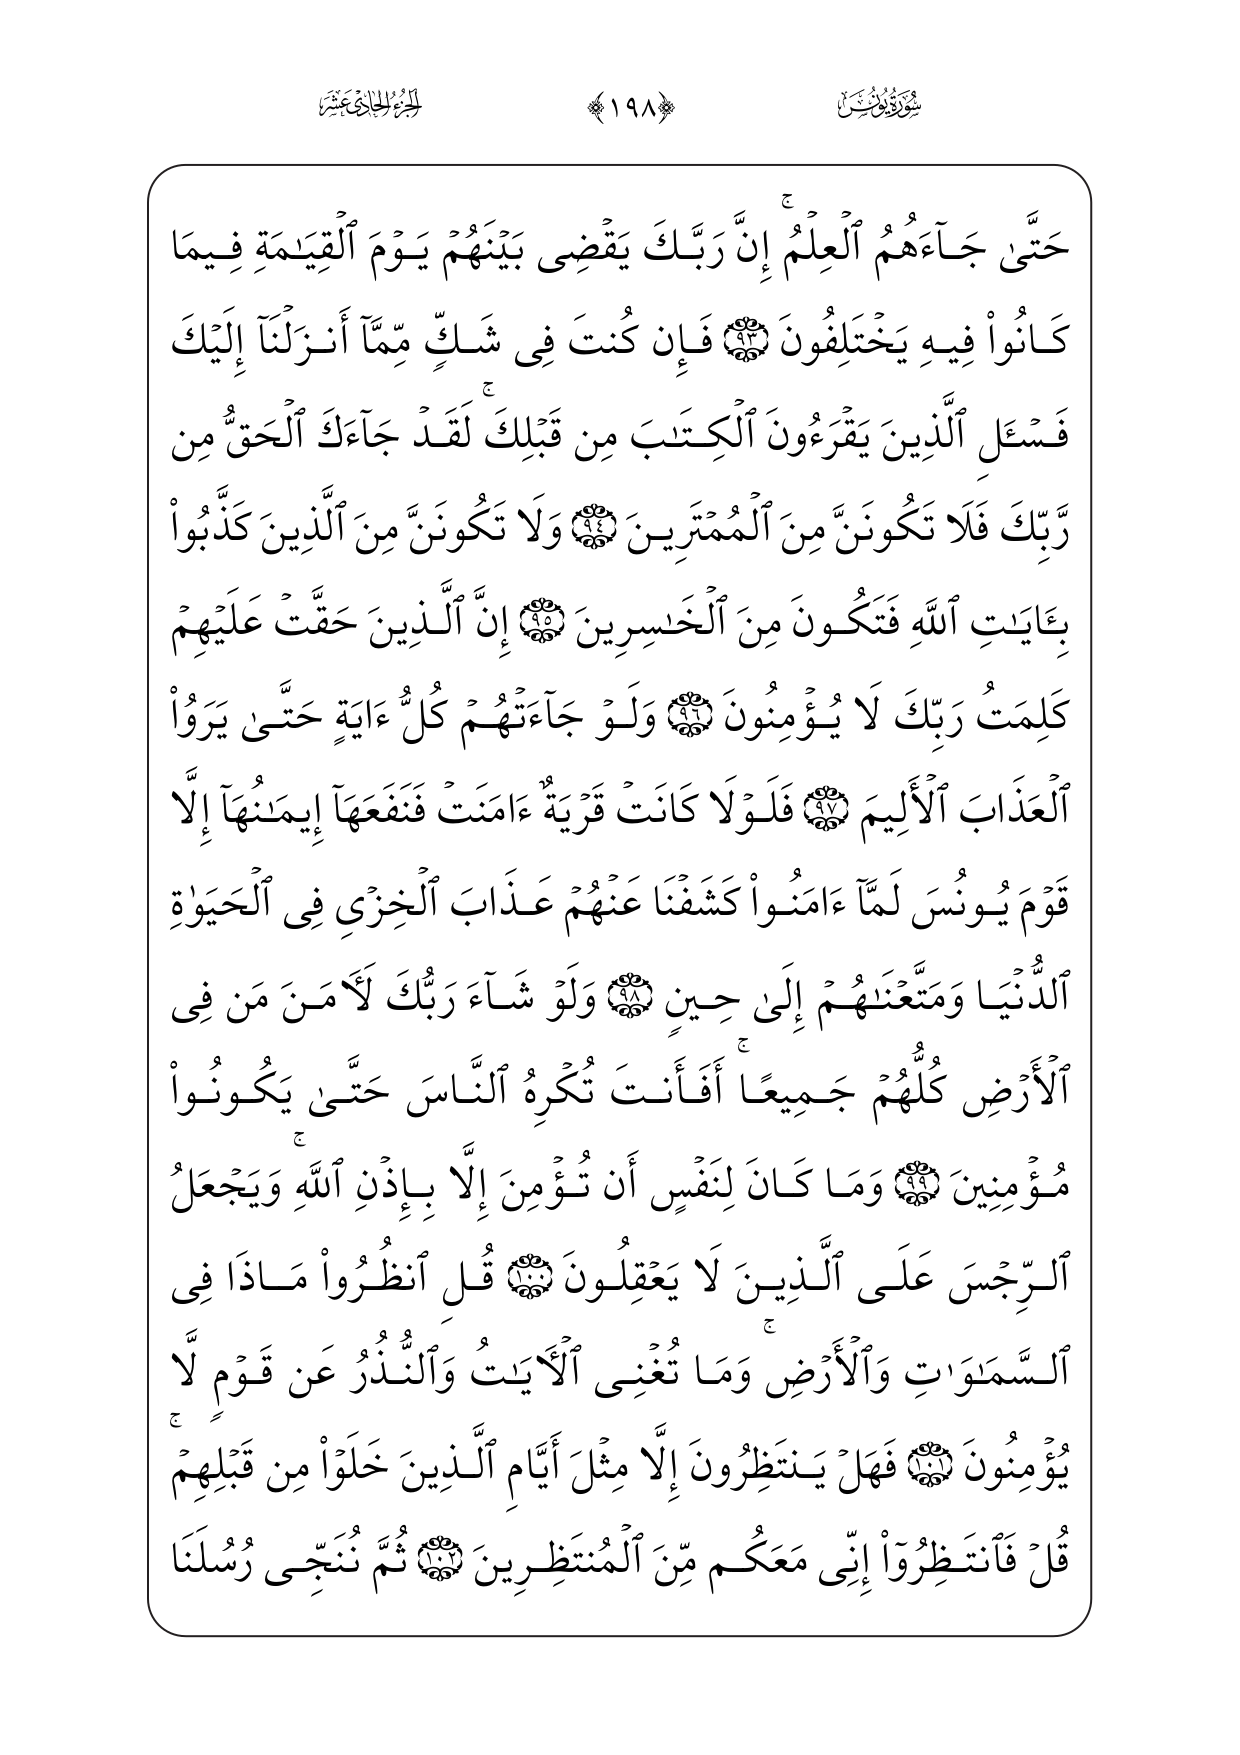 سُورَةُ يُونُسَ ﴿١٩٨﴾ الجُزْءُ الحَادِي عَشَرَ
حَتَّىٰ جَآءَهُمُ ٱلْعِلْمُ ۚ إِنَّ رَبَّكَ يَقْضِى بَيْنَهُمْ يَوْمَ ٱلْقِيَـٰمَةِ فِيمَا
كَانُوا۟ فِيهِ يَخْتَلِفُونَ ٩٣ فَإِن كُنتَ فِى شَكٍّ مِّمَّآ أَنزَلْنَآ إِلَيْكَ
فَسْـَٔلِ ٱلَّذِينَ يَقْرَءُونَ ٱلْكِتَـٰبَ مِن قَبْلِكَ ۚ لَقَدْ جَآءَكَ ٱلْحَقُّ مِن
رَّبِّكَ فَلَا تَكُونَنَّ مِنَ ٱلْمُمْتَرِينَ ٩٤ وَلَا تَكُونَنَّ مِنَ ٱلَّذِينَ كَذَّبُوا۟
بِـَٔايَـٰتِ ٱللَّهِ فَتَكُونَ مِنَ ٱلْخَـٰسِرِينَ ٩٥ إِنَّ ٱلَّذِينَ حَقَّتْ عَلَيْهِمْ
كَلِمَتُ رَبِّكَ لَا يُؤْمِنُونَ ٩٦ وَلَوْ جَآءَتْهُمْ كُلُّ ءَايَةٍ حَتَّىٰ يَرَوُا۟
ٱلْعَذَابَ ٱلْأَلِيمَ ٩٧ فَلَوْلَا كَانَتْ قَرْيَةٌ ءَامَنَتْ فَنَفَعَهَآ إِيمَـٰنُهَآ إِلَّا
قَوْمَ يُونُسَ لَمَّآ ءَامَنُوا۟ كَشَفْنَا عَنْهُمْ عَذَابَ ٱلْخِزْىِ فِى ٱلْحَيَوٰةِ
ٱلدُّنْيَا وَمَتَّعْنَـٰهُمْ إِلَىٰ حِينٍ ٩٨ وَلَوْ شَآءَ رَبُّكَ لَـَٔامَنَ مَن فِى
ٱلْأَرْضِ كُلُّهُمْ جَمِيعًا ۚ أَفَأَنتَ تُكْرِهُ ٱلنَّاسَ حَتَّىٰ يَكُونُوا۟
مُؤْمِنِينَ ٩٩ وَمَا كَانَ لِنَفْسٍ أَن تُؤْمِنَ إِلَّا بِإِذْنِ ٱللَّهِ ۚ وَيَجْعَلُ
ٱلرِّجْسَ عَلَى ٱلَّذِينَ لَا يَعْقِلُونَ ١٠٠ قُلِ ٱنظُرُوا۟ مَاذَا فِى
ٱلسَّمَـٰوَٰتِ وَٱلْأَرْضِ ۚ وَمَا تُغْنِى ٱلْـَٔايَـٰتُ وَٱلنُّذُرُ عَن قَوْمٍ لَّا
يُؤْمِنُونَ ١٠١ فَهَلْ يَنتَظِرُونَ إِلَّا مِثْلَ أَيَّامِ ٱلَّذِينَ خَلَوْا۟ مِن قَبْلِهِمْ ۚ
قُلْ فَٱنتَظِرُوٓا۟ إِنِّى مَعَكُم مِّنَ ٱلْمُنتَظِرِينَ ١٠٢ ثُمَّ نُنَجِّى رُسُلَنَا